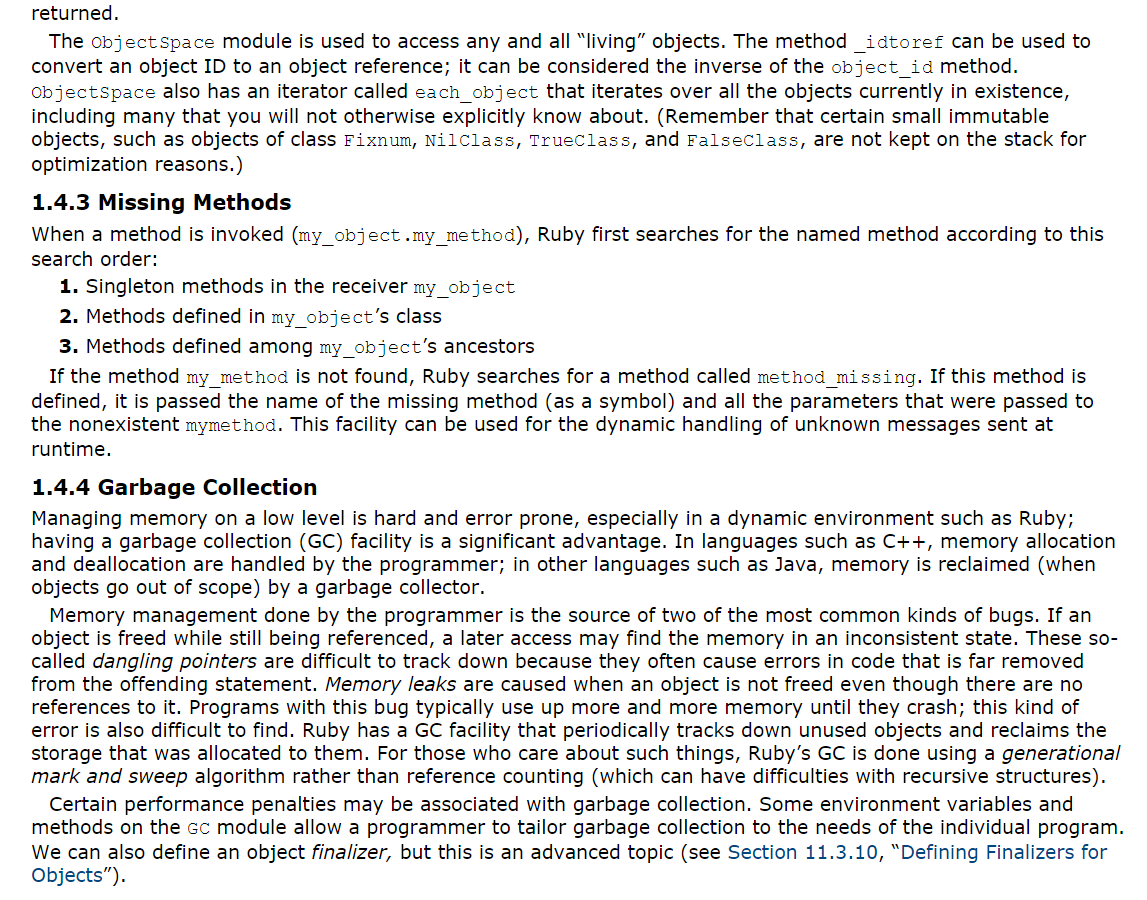 returned.
The ObjectSpace module is used to access any and all “living” objects. The method _idtoref can be used to
convert an object ID to an object reference; it can be considered the inverse of the object_id method.
ObjectSpace also has an iterator called each_object that iterates over all the objects currently in existence,
including many that you will not otherwise explicitly know about. (Remember that certain small immutable
objects, such as objects of class Fixnum, NilClass, TrueClass, and FalseClass, are not kept on the stack for
optimization reasons.)
1.4.3 Missing Methods
When a method is invoked (my_object.my_method), Ruby first searches for the named method according to this
search order:
1. Singleton methods in the receiver my_object
2. Methods defined in my_object’s class
3. Methods defined among my_object’s ancestors
If the method my_method is not found, Ruby searches for a method called method_missing. If this method is
defined, it is passed the name of the missing method (as a symbol) and all the parameters that were passed to
the nonexistent mymethod. This facility can be used for the dynamic handling of unknown messages sent at
runtime.
1.4.4 Garbage Collection
Managing memory on a low level is hard and error prone, especially in a dynamic environment such as Ruby;
having a garbage collection (GC) facility is a significant advantage. In languages such as C++, memory allocation
and deallocation are handled by the programmer; in other languages such as Java, memory is reclaimed (when
objects go out of scope) by a garbage collector.
Memory management done by the programmer is the source of two of the most common kinds of bugs. If an
object is freed while still being referenced, a later access may find the memory in an inconsistent state. These so-
called dangling pointers are difficult to track down because they often cause errors in code that is far removed
from the offending statement. Memory leaks are caused when an object is not freed even though there are no
references to it. Programs with this bug typically use up more and more memory until they crash; this kind of
error is also difficult to find. Ruby has a GC facility that periodically tracks down unused objects and reclaims the
storage that was allocated to them. For those who care about such things, Ruby’s GC is done using a generational
mark and sweep algorithm rather than reference counting (which can have difficulties with recursive structures).
Certain performance penalties may be associated with garbage collection. Some environment variables and
methods on the GC module allow a programmer to tailor garbage collection to the needs of the individual program.
We can also define an object finalizer, but this is an advanced topic (see Section 11.3.10, “Defining Finalizers for
Objects”).